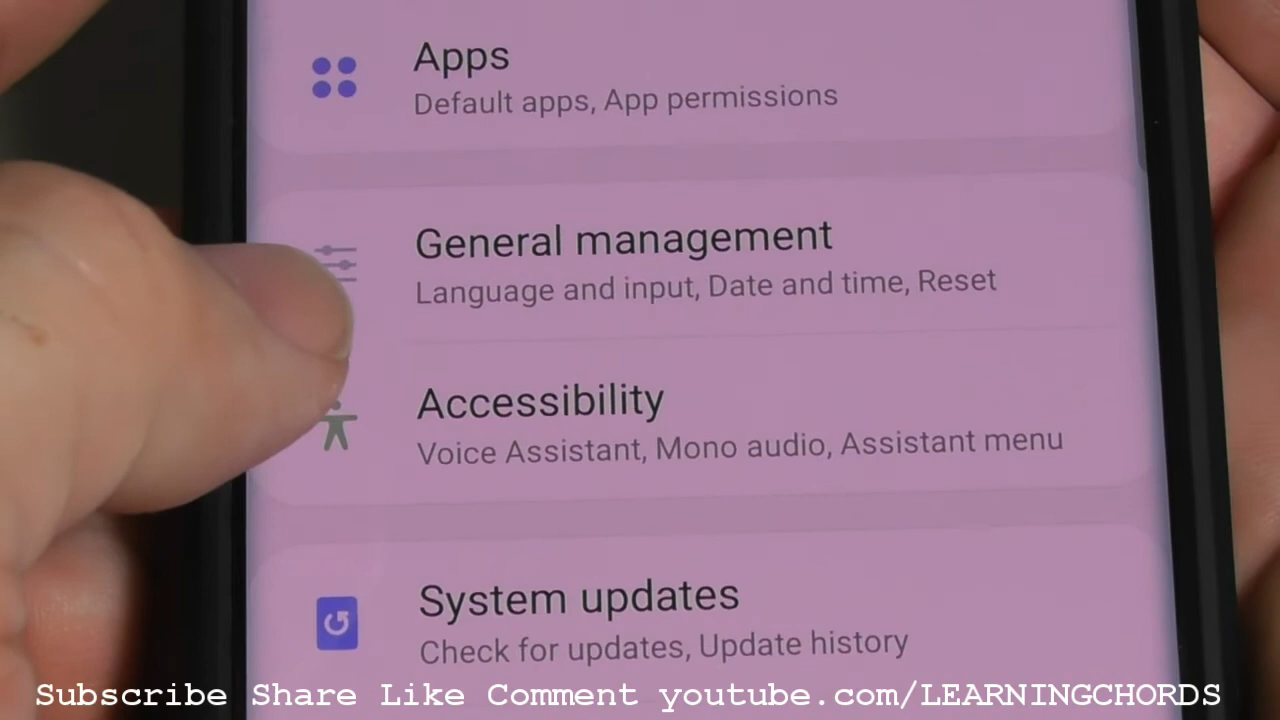 Apps
Default apps, App permissions
General management
Language and input, Date and time, Reset
Accessibility
Voice Assistant, Mono audio, Assistant menu
System updates
Check for updates, Update history
Subscribe Share Like Comment youtube.com/LEARNINGCHORDS